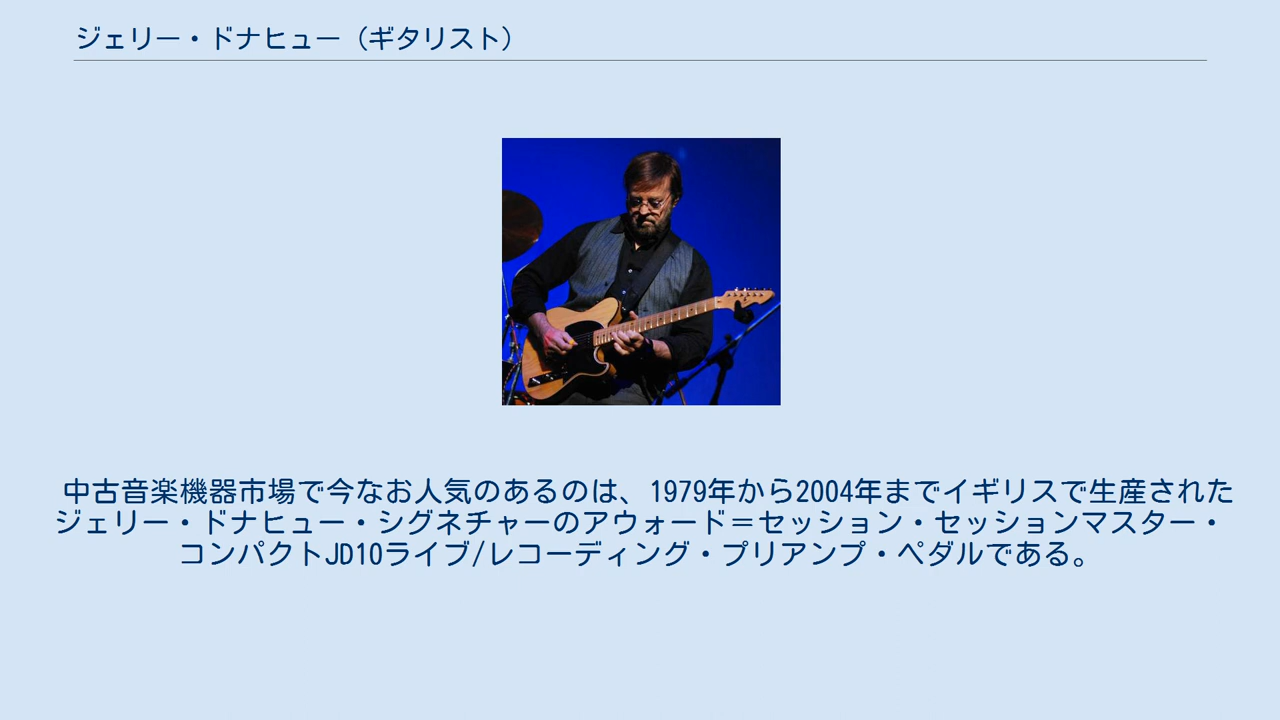 ジェリー・ドナヒュー（ギタリスト）
中古音楽機器市場で今なお人気のあるのは、1979年から2004年までイギリスで生産された
ジェリー・ドナヒュー・シグネチャーのアウォード＝セッション・セッションマスター・
コンパクトJD10ライブ/レコーディング・プリアンプ・ペダルである。